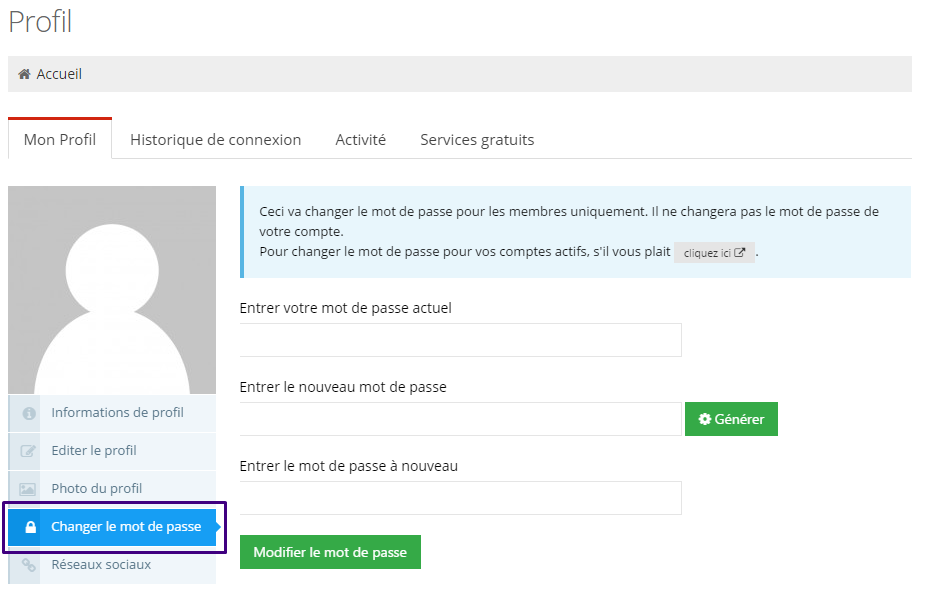 Profil
Accueil
Mon Profil
Historique de connexion
Activité
Services gratuits
Ceci va changer le mot de passe pour les membres uniquement. Il ne changera pas le mot de passe de
votre compte.
Pour changer le mot de passe pour vos comptes actifs, s'il vous plait cliquez ici .
Entrer votre mot de passe actuel
Entrer le nouveau mot de passe
Générer
Entrer le mot de passe à nouveau
Modifier le mot de passe
Informations de profil
Editer le profil
Photo du profil
Changer le mot de passe
Réseaux sociaux